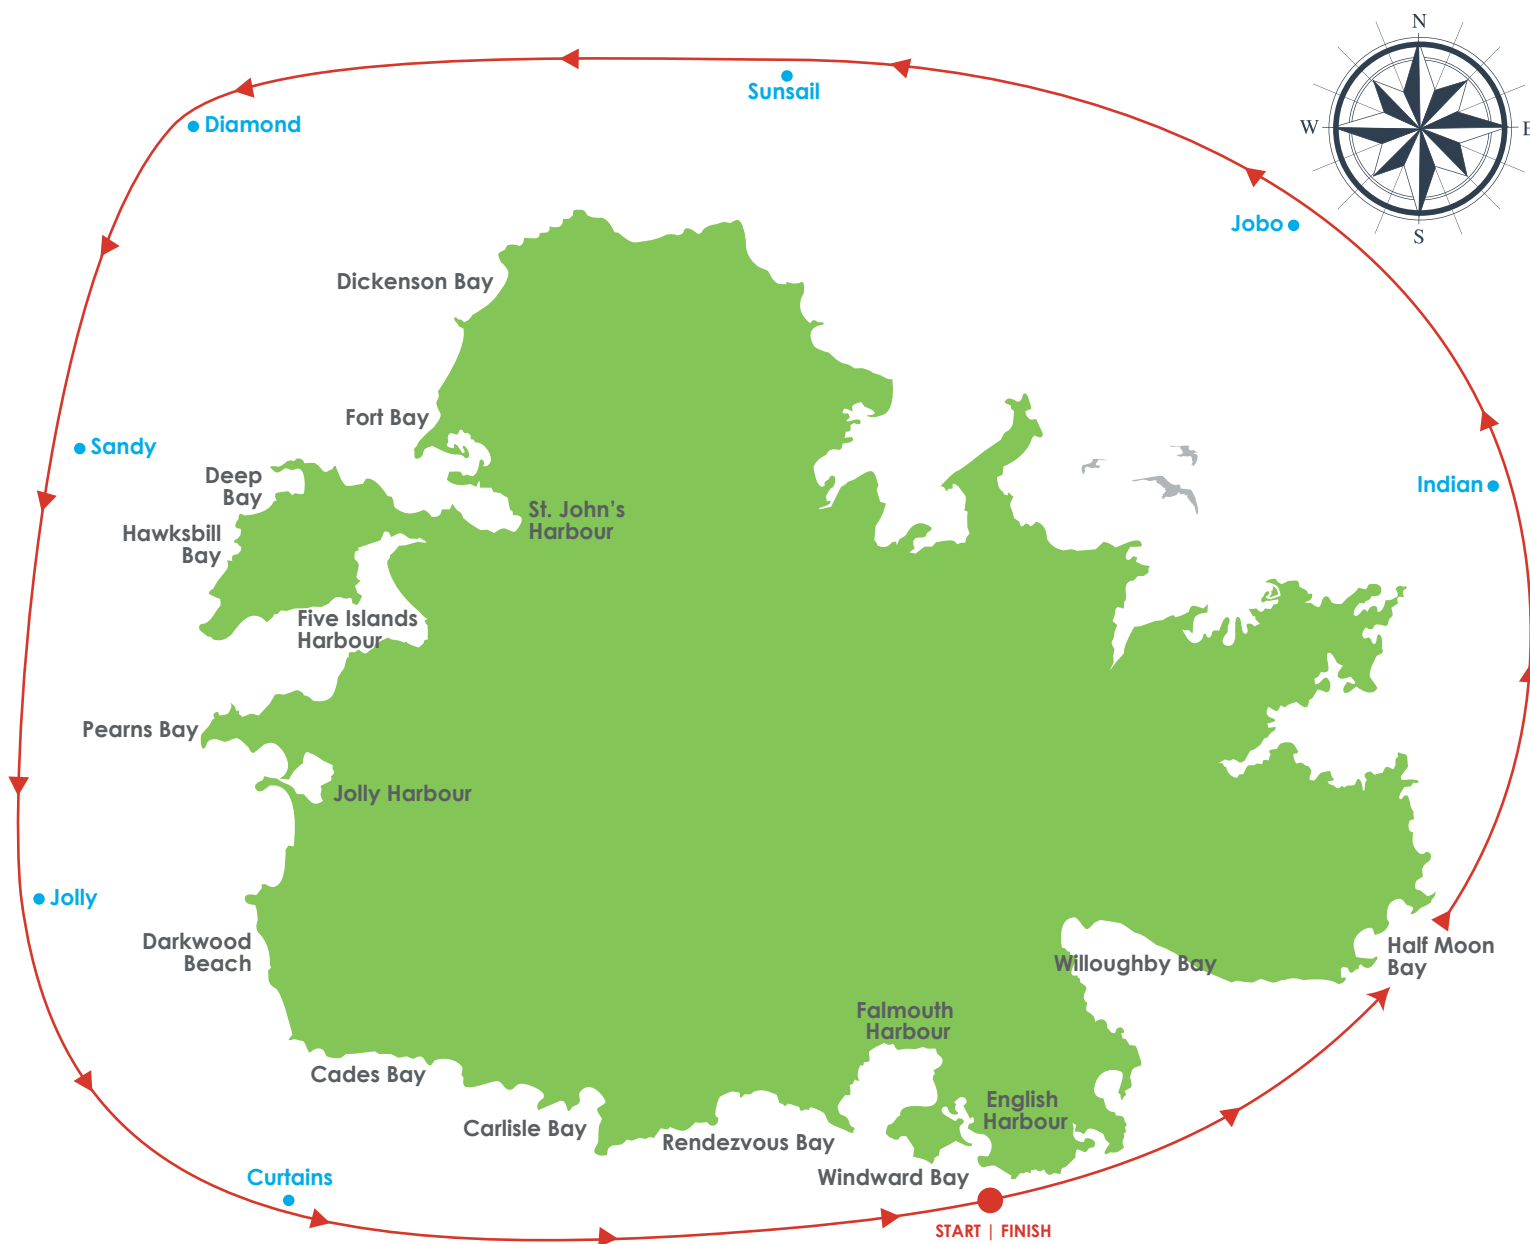 N
W
E
S
Sunsail
Diamond
Jobo
Dickenson Bay
Fort Bay
Sandy
Deep
Bay
Indian
St. John’s
Harbour
Hawksbill
Bay
Five Islands
Harbour
Pearns Bay
Jolly Harbour
Jolly
Darkwood
Beach
Half Moon
Bay
Willoughby Bay
Falmouth
Harbour
Cades Bay
English
Harbour
Carlisle Bay
Rendezvous Bay
Curtains
Windward Bay
START | FINISH